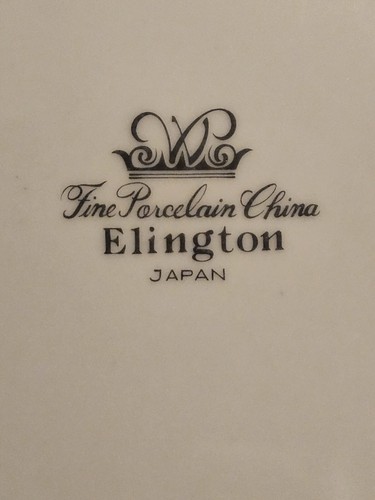 W
Fine Porcelain China
Elington
JAPAN